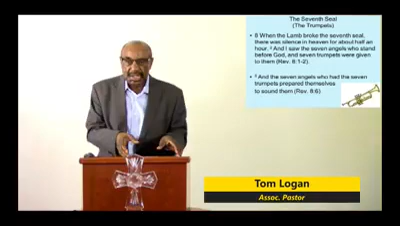 The Seventh Seal
(The Trumpets)
• 8 When the Lamb broke the seventh seal,
there was silence in heaven for about half an
hour. ² And I saw the seven angels who stand
before God, and seven trumpets were given
to them (Rev. 8:1-2).
• ⁶ And the seven angels who had the seven
trumpets prepared themselves
to sound them (Rev. 8:6)
Tom Logan
Assoc. Pastor